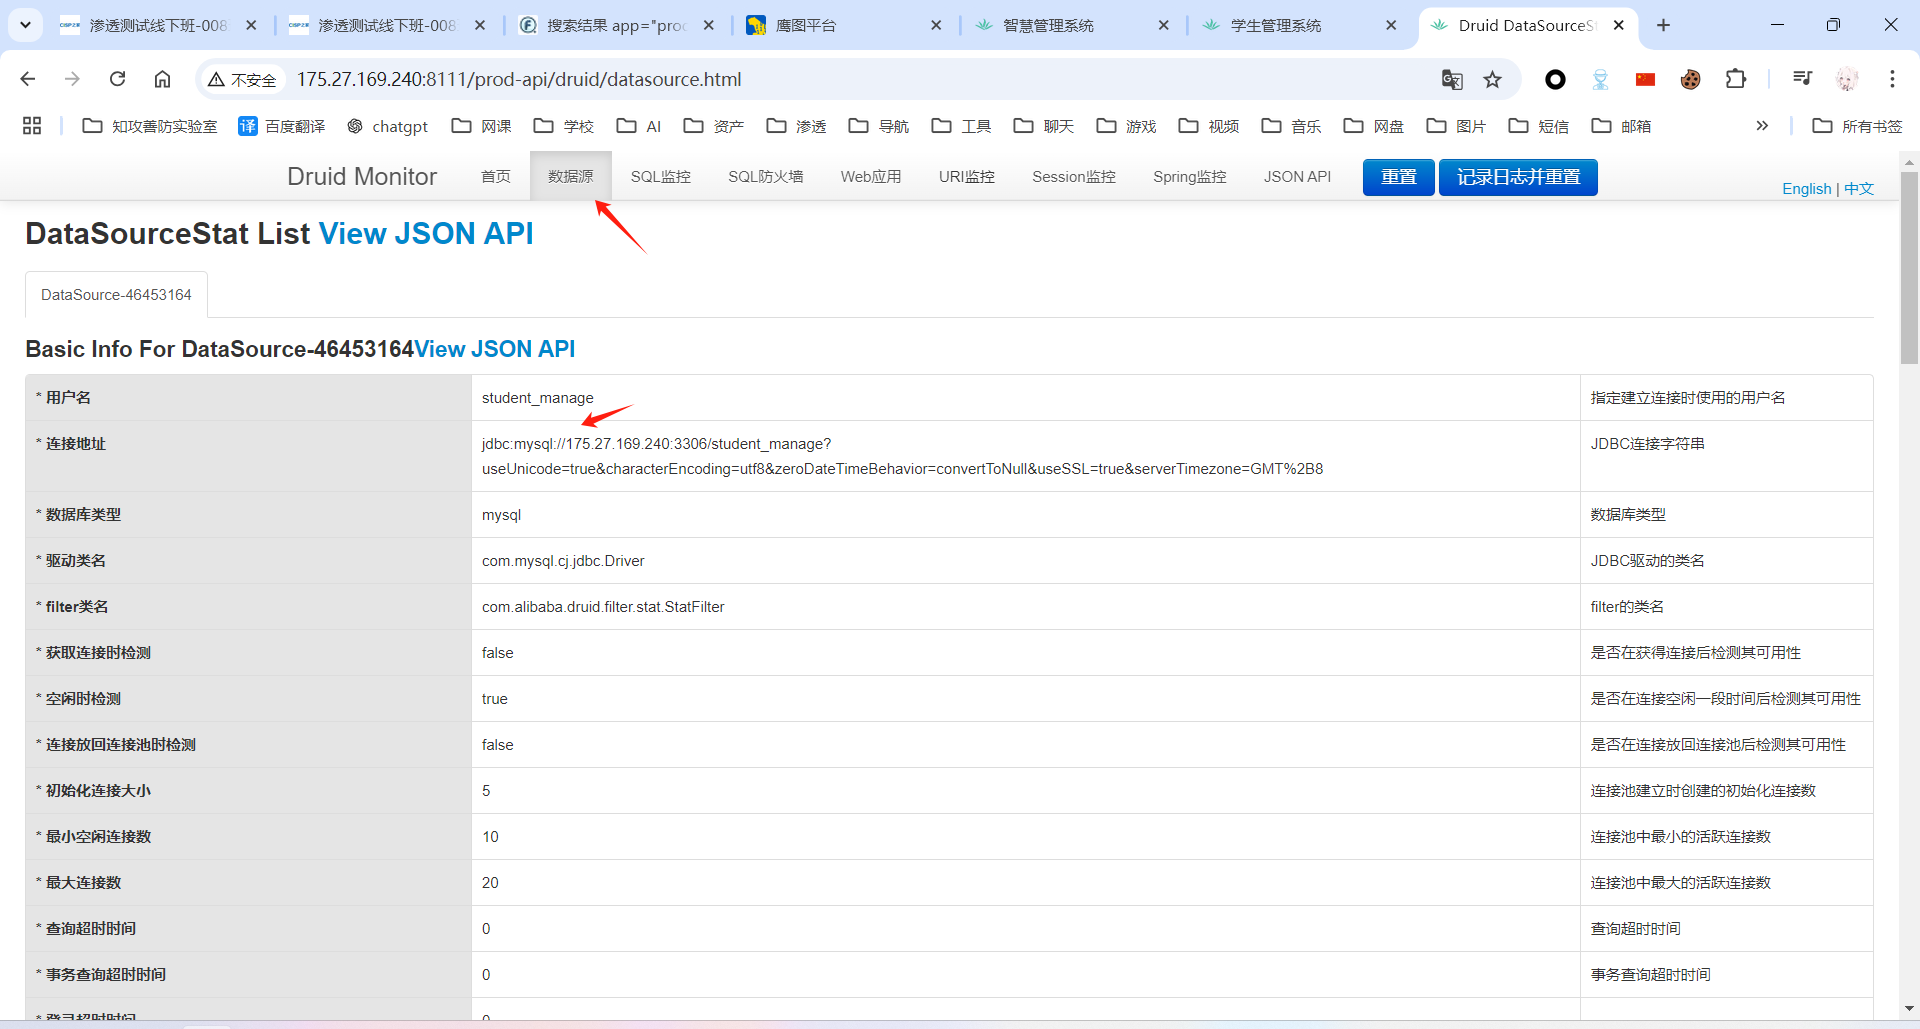 渗透测试线下班-008
渗透测试线下班-008
搜索结果 app="prod
鹰图平台
智慧管理系统
学生管理系统
Druid DataSourceSt
不安全
175.27.169.240:8111/prod-api/druid/datasource.html
知攻善防实验室
译 百度翻译
chatgpt
网课
学校
AI
资产
渗透
导航
工具
聊天
游戏
视频
音乐
网盘
图片
短信
邮箱
所有书签
Druid Monitor
首页
数据源
SQL监控
SQL防火墙
Web应用
URI监控
Session监控
Spring监控
JSON API
重置
记录日志并重置
English | 中文
DataSourceStat List View JSON API
DataSource-46453164
Basic Info For DataSource-46453164View JSON API
* 用户名
student_manage
指定建立连接时使用的用户名
* 连接地址
jdbc:mysql://175.27.169.240:3306/student_manage?
useUnicode=true&characterEncoding=utf8&zeroDateTimeBehavior=convertToNull&useSSL=true&serverTimezone=GMT%2B8
JDBC连接字符串
* 数据库类型
mysql
数据库类型
* 驱动类名
com.mysql.cj.jdbc.Driver
JDBC驱动的类名
* filter类名
com.alibaba.druid.filter.stat.StatFilter
filter的类名
* 获取连接时检测
false
是否在获得连接后检测其可用性
* 空闲时检测
true
是否在连接空闲一段时间后检测其可用性
* 连接放回连接池时检测
false
是否在连接放回连接池后检测其可用性
* 初始化连接大小
5
连接池建立时创建的初始化连接数
* 最小空闲连接数
10
连接池中最小的活跃连接数
* 最大连接数
20
连接池中最大的活跃连接数
* 查询超时时间
0
查询超时时间
* 事务查询超时时间
0
事务查询超时时间
* 登录超时时间
0